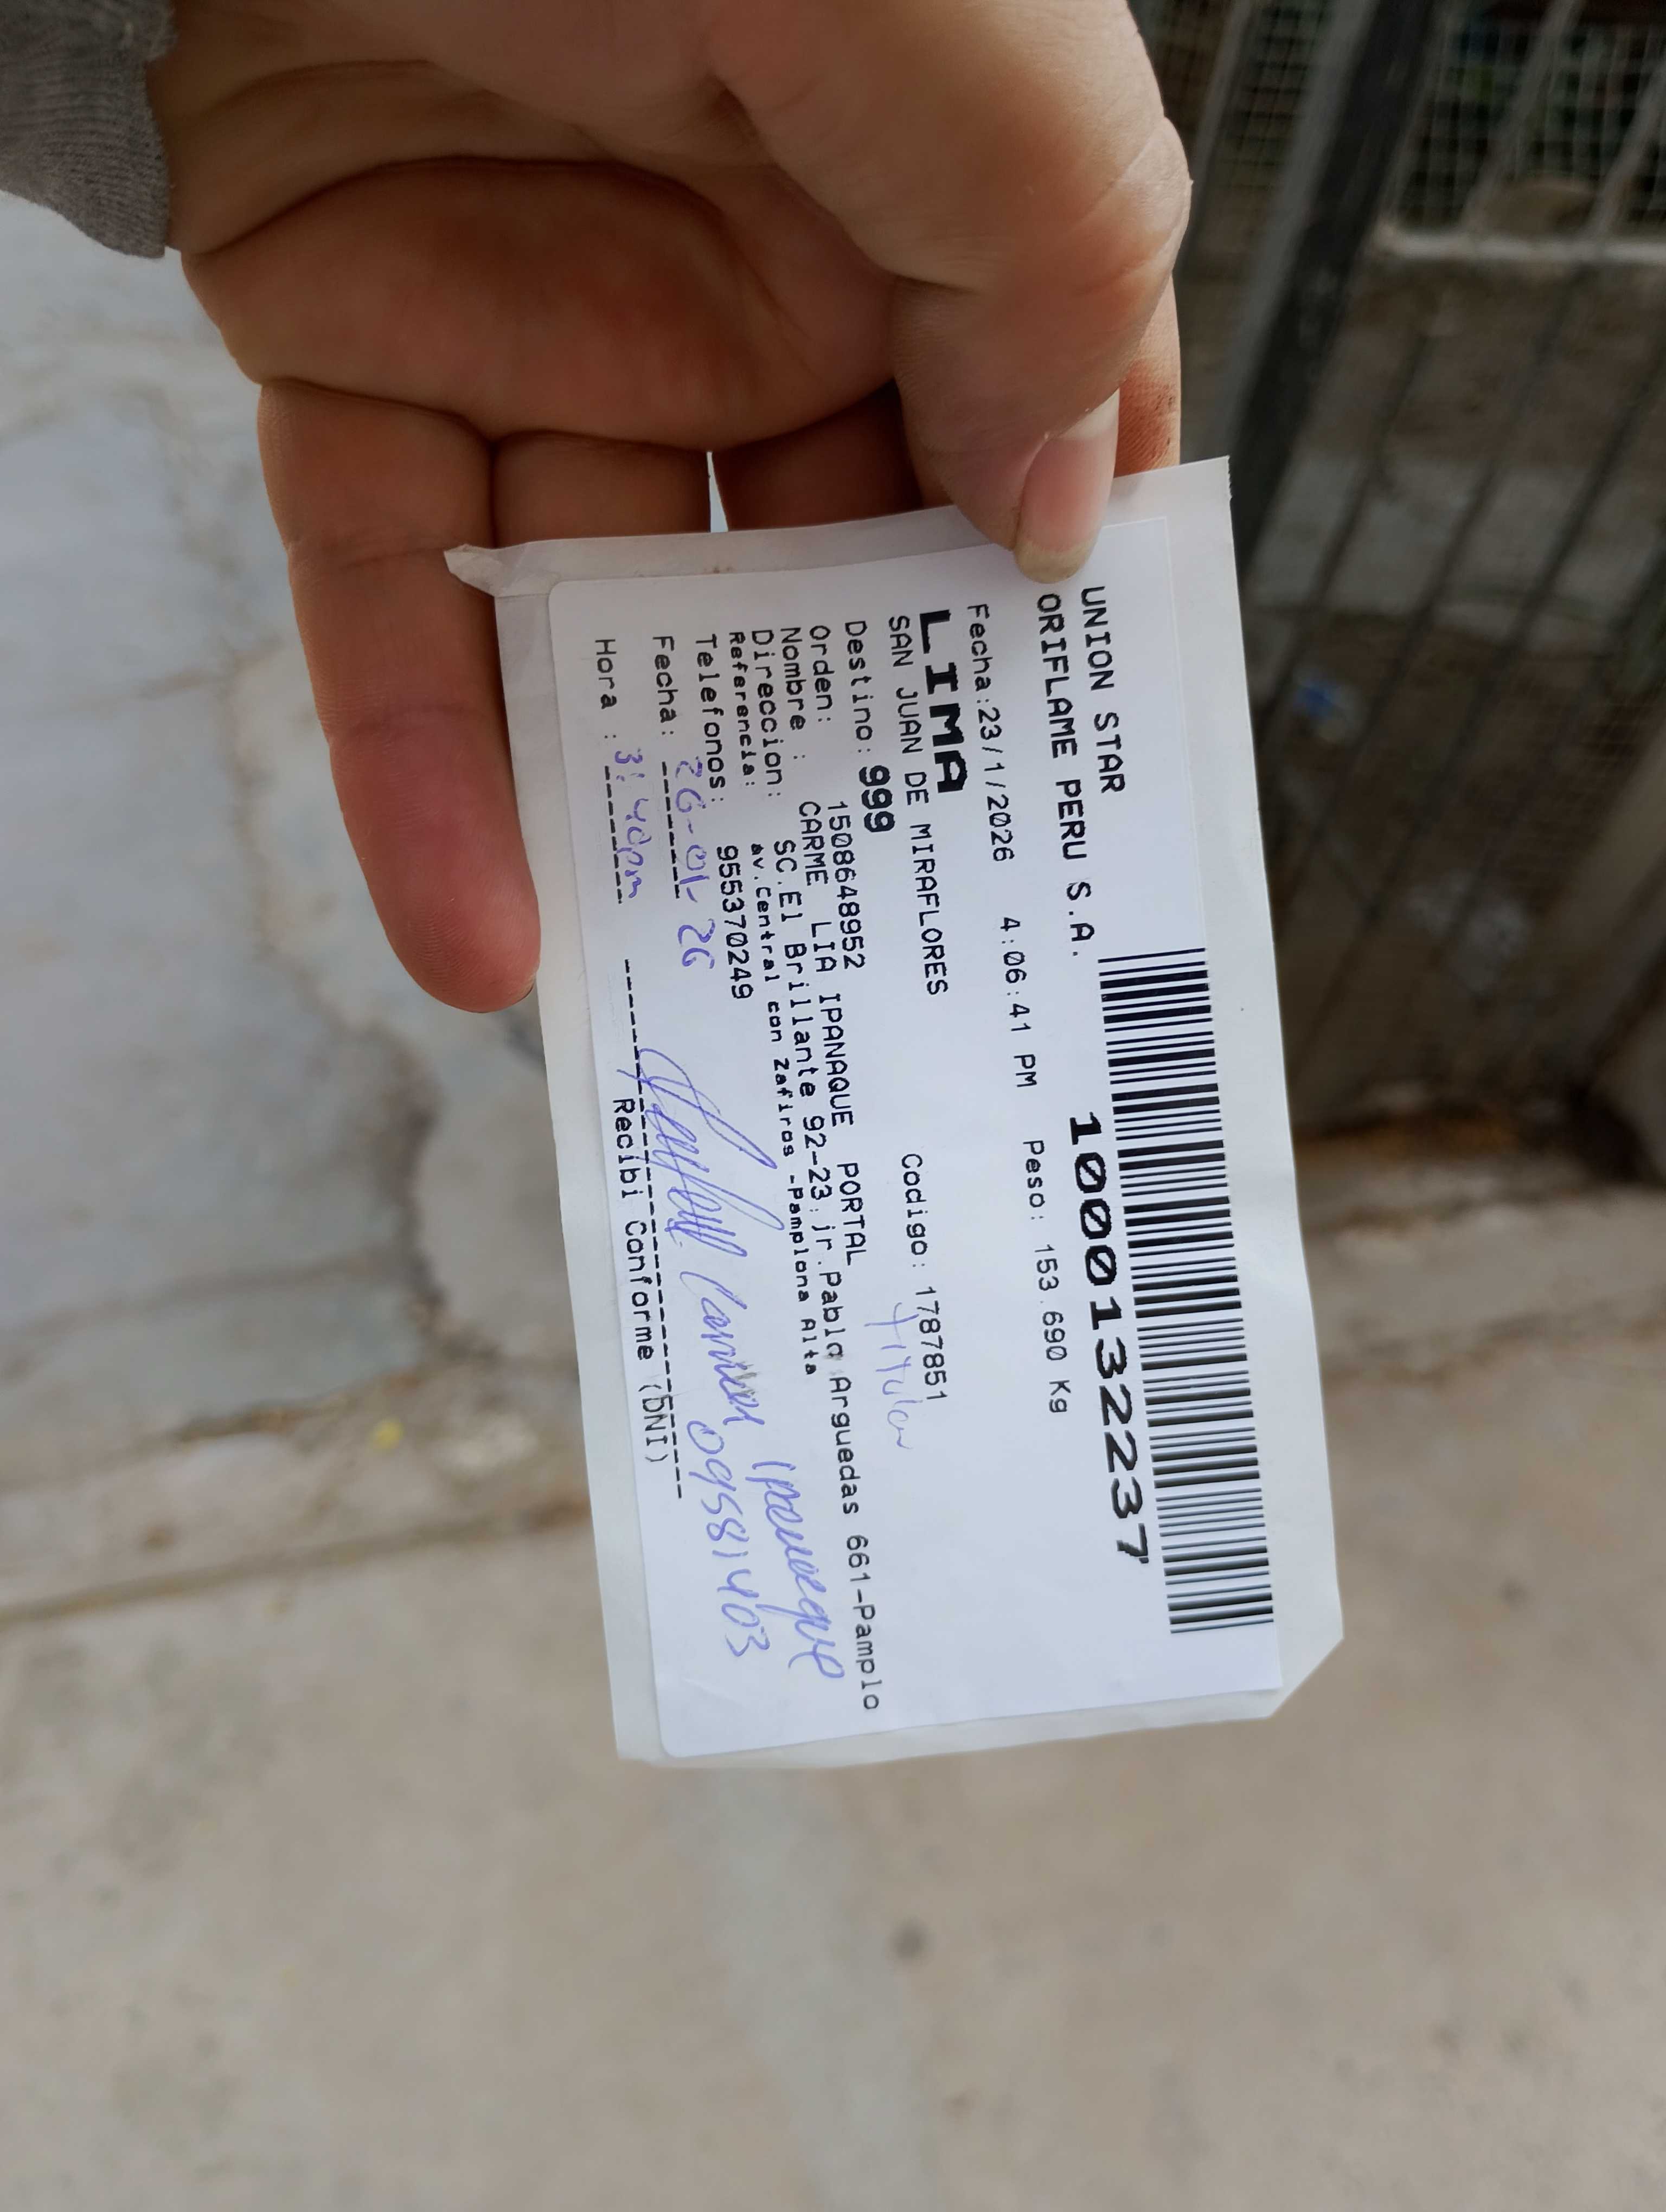 UNION STAR
ORIFLAME PERU S.A.
1000132237
Fecha:23/1/2026 4:06:41 PM Peso: 153.690 Kg
LIMA
SAN JUAN DE MIRAFLORES Codigo: 1787851
Titular
Destino: 999
Orden: 1508648952
Nombre : CARME LIA IPANAQUE PORTAL
Direccion: SC.El Brillante 92-23.jr.Pablo Arguedas 661-Pamplo
Referencia: av.Central con Zafiros -Pamplona Alta
Telefonos: 955370249
Fecha: 26-01-26
Carmen Ipanaque
09581403
Hora : 3:40pm
Recibi Conforme (DNI)